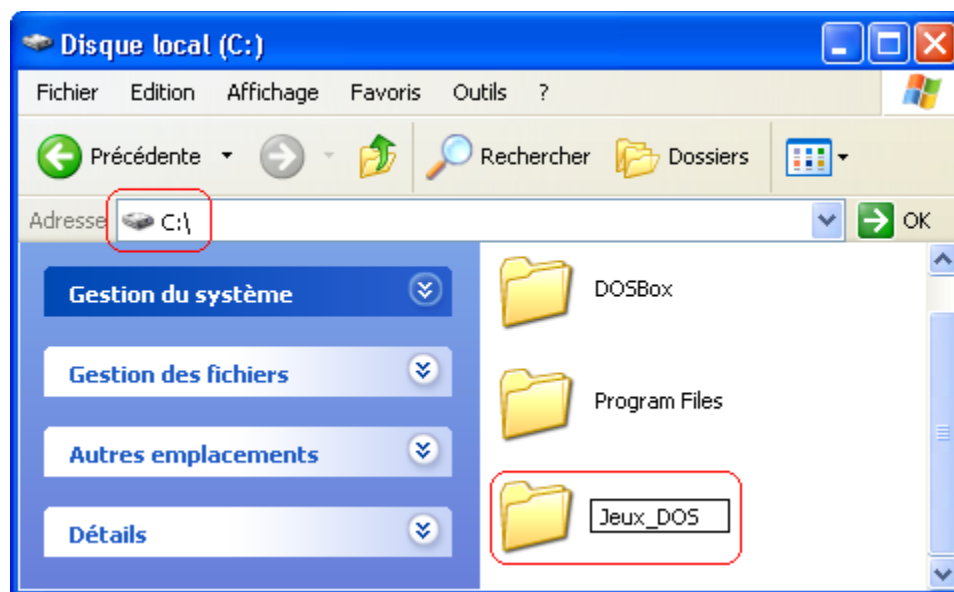 Disque local (C:)
Fichier Edition Affichage Favoris Outils ?
Précédente Rechercher Dossiers
Adresse C:\ OK
Gestion du système
DOSBox
Gestion des fichiers
Program Files
Autres emplacements
Jeux_DOS
Détails